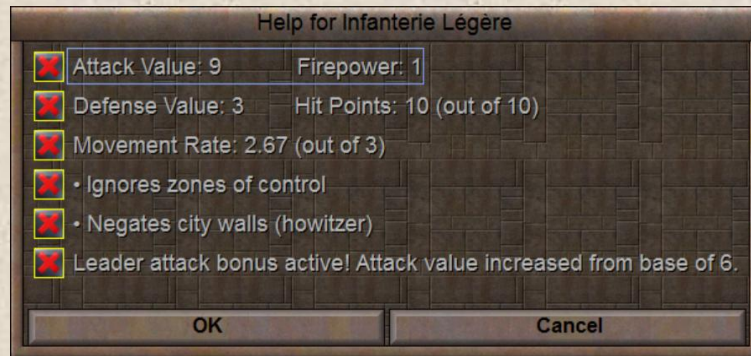 Help for Infanterie Légère
Attack Value: 9 Firepower: 1
Defense Value: 3 Hit Points: 10 (out of 10)
Movement Rate: 2.67 (out of 3)
• Ignores zones of control
• Negates city walls (howitzer)
Leader attack bonus active! Attack value increased from base of 6.
OK Cancel